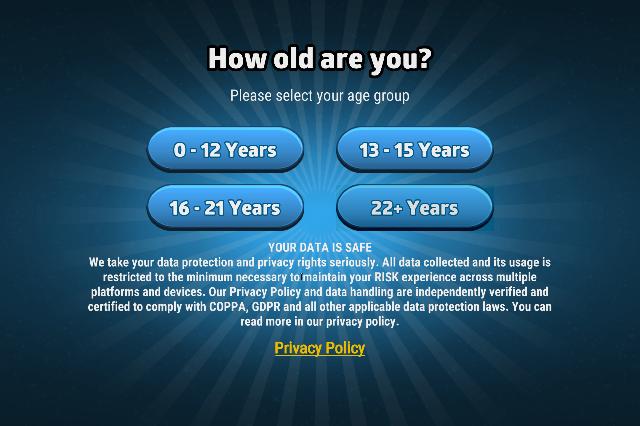 How old are you?
Please select your age group
0 - 12 Years
13 - 15 Years
16 - 21 Years
22+ Years
YOUR DATA IS SAFE
We take your data protection and privacy rights seriously. All data collected and its usage is
restricted to the minimum necessary to maintain your RISK experience across multiple
platforms and devices. Our Privacy Policy and data handling are independently verified and
certified to comply with COPPA, GDPR and all other applicable data protection laws. You can
read more in our privacy policy.
Privacy Policy